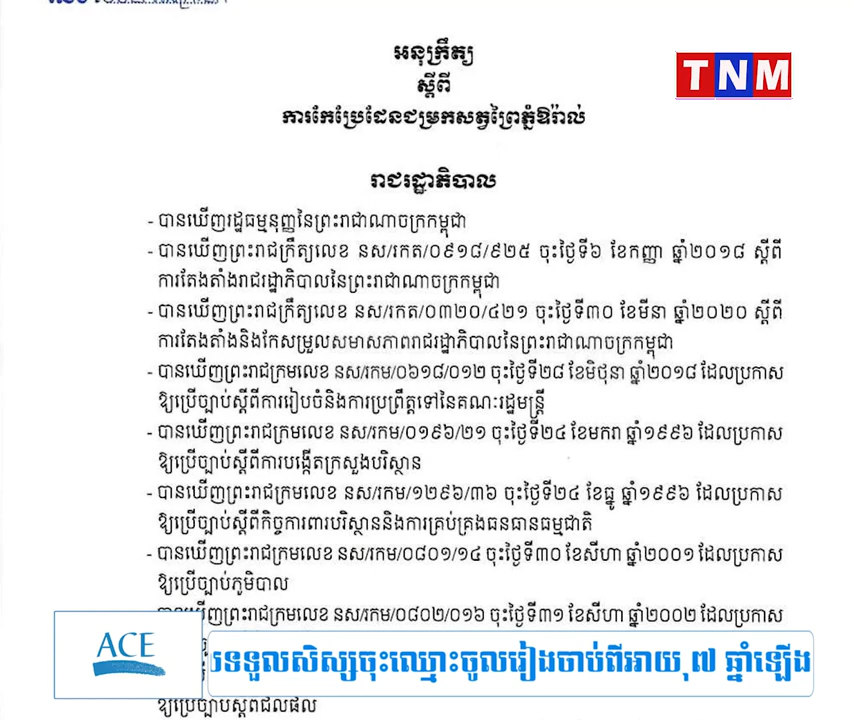 អនុក្រឹត្យ
ស្តីពី
ការកែប្រែដែនជម្រកសត្វព្រៃភ្នំឱរ៉ាល់
TNM
រាជរដ្ឋាភិបាល
- បានឃើញរដ្ឋធម្មនុញ្ញនៃព្រះរាជាណាចក្រកម្ពុជា
- បានឃើញព្រះរាជក្រឹត្យលេខ នស/រកត/០៩១៨/៩២៥ ចុះថ្ងៃទី៦ ខែកញ្ញា ឆ្នាំ២០១៨ ស្តីពី
ការតែងតាំងរាជរដ្ឋាភិបាលនៃព្រះរាជាណាចក្រកម្ពុជា
- បានឃើញព្រះរាជក្រឹត្យលេខ នស/រកត/០៣២០/៤២១ ចុះថ្ងៃទី៣០ ខែមីនា ឆ្នាំ២០២០ ស្តីពី
ការតែងតាំងនិងកែសម្រួលសមាសភាពរាជរដ្ឋាភិបាលនៃព្រះរាជាណាចក្រកម្ពុជា
- បានឃើញព្រះរាជក្រមលេខ នស/រកម/០៦១៨/០១២ ចុះថ្ងៃទី២៨ ខែមិថុនា ឆ្នាំ២០១៨ ដែលប្រកាស
ឱ្យប្រើច្បាប់ស្តីពីការរៀបចំនិងការប្រព្រឹត្តទៅនៃគណៈរដ្ឋមន្ត្រី
- បានឃើញព្រះរាជក្រមលេខ នស/រកម/០១៩៦/២១ ចុះថ្ងៃទី២៤ ខែមករា ឆ្នាំ១៩៩៦ ដែលប្រកាស
ឱ្យប្រើច្បាប់ស្តីពីការបង្កើតក្រសួងបរិស្ថាន
- បានឃើញព្រះរាជក្រមលេខ នស/រកម/១២៩៦/៣៦ ចុះថ្ងៃទី២៤ ខែធ្នូ ឆ្នាំ១៩៩៦ ដែលប្រកាស
ឱ្យប្រើច្បាប់ស្តីពីកិច្ចការពារបរិស្ថាននិងការគ្រប់គ្រងធនធានធម្មជាតិ
- បានឃើញព្រះរាជក្រមលេខ នស/រកម/០៨០១/១៤ ចុះថ្ងៃទី៣០ ខែសីហា ឆ្នាំ២០០១ ដែលប្រកាស
ឱ្យប្រើច្បាប់ភូមិបាល
បានឃើញព្រះរាជក្រមលេខ នស/រកម/០៨០២/០១៦ ចុះថ្ងៃទី៣១ ខែសីហា ឆ្នាំ២០០២ ដែលប្រកាស
ACE
ទទួលសិស្សចុះឈ្មោះចូលរៀងចាប់ពីអាយុ ៧ ឆ្នាំឡើង
ឱ្យប្រើច្បាប់ស្តីពីជលផល